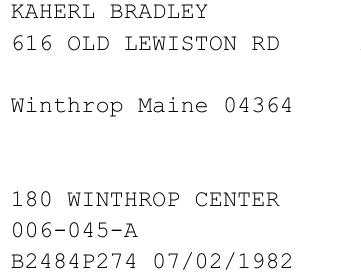 KAHERL BRADLEY
616 OLD LEWISTON RD
Winthrop Maine 04364
180 WINTHROP CENTER
006-045-A
B2484P274 07/02/1982